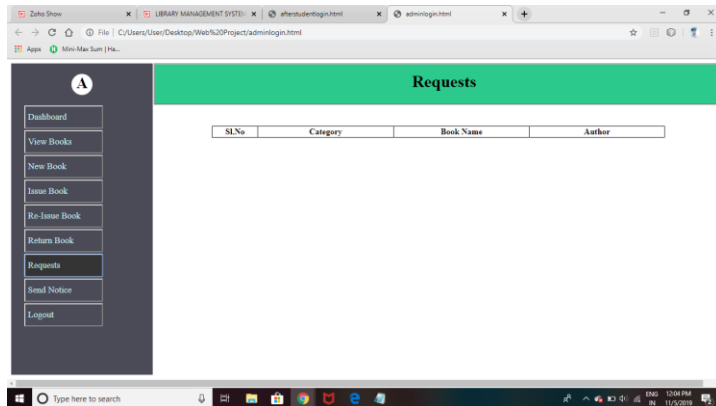 Zoho Show
LIBRARY MANAGEMENT SYSTEM
afterstudentlogin.html
adminlogin.html
File | C:/Users/User/Desktop/Web%20Project/adminlogin.html
Apps
Mini-Max Sum | Ha...
A
Requests
Dashboard
View Books
New Book
Issue Book
Re-Issue Book
Return Book
Requests
Send Notice
Logout
Sl.No Category Book Name Author
Type here to search
ENG 12:04 PM
IN 11/5/2019